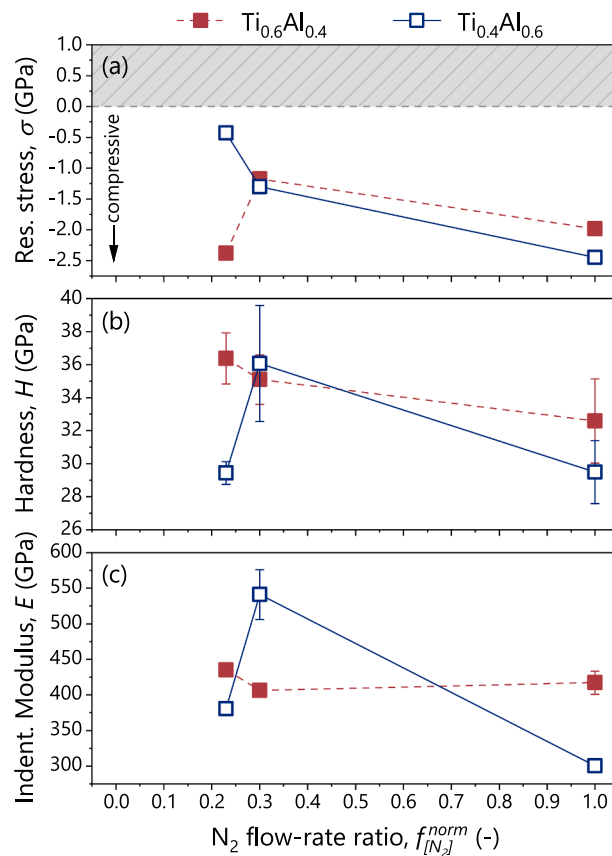 Ti0.6Al0.4 Ti0.4Al0.6
(a)
Res. stress, σ (GPa)
1.0
0.5
0.0
-0.5
-1.0
-1.5
-2.0
-2.5
compressive
(b)
Hardness, H (GPa)
40
38
36
34
32
30
28
26
(c)
Indent. Modulus, E (GPa)
600
550
500
450
400
350
300
0.0 0.1 0.2 0.3 0.4 0.5 0.6 0.7 0.8 0.9 1.0
N2 flow-rate ratio, f[N2]norm (-)